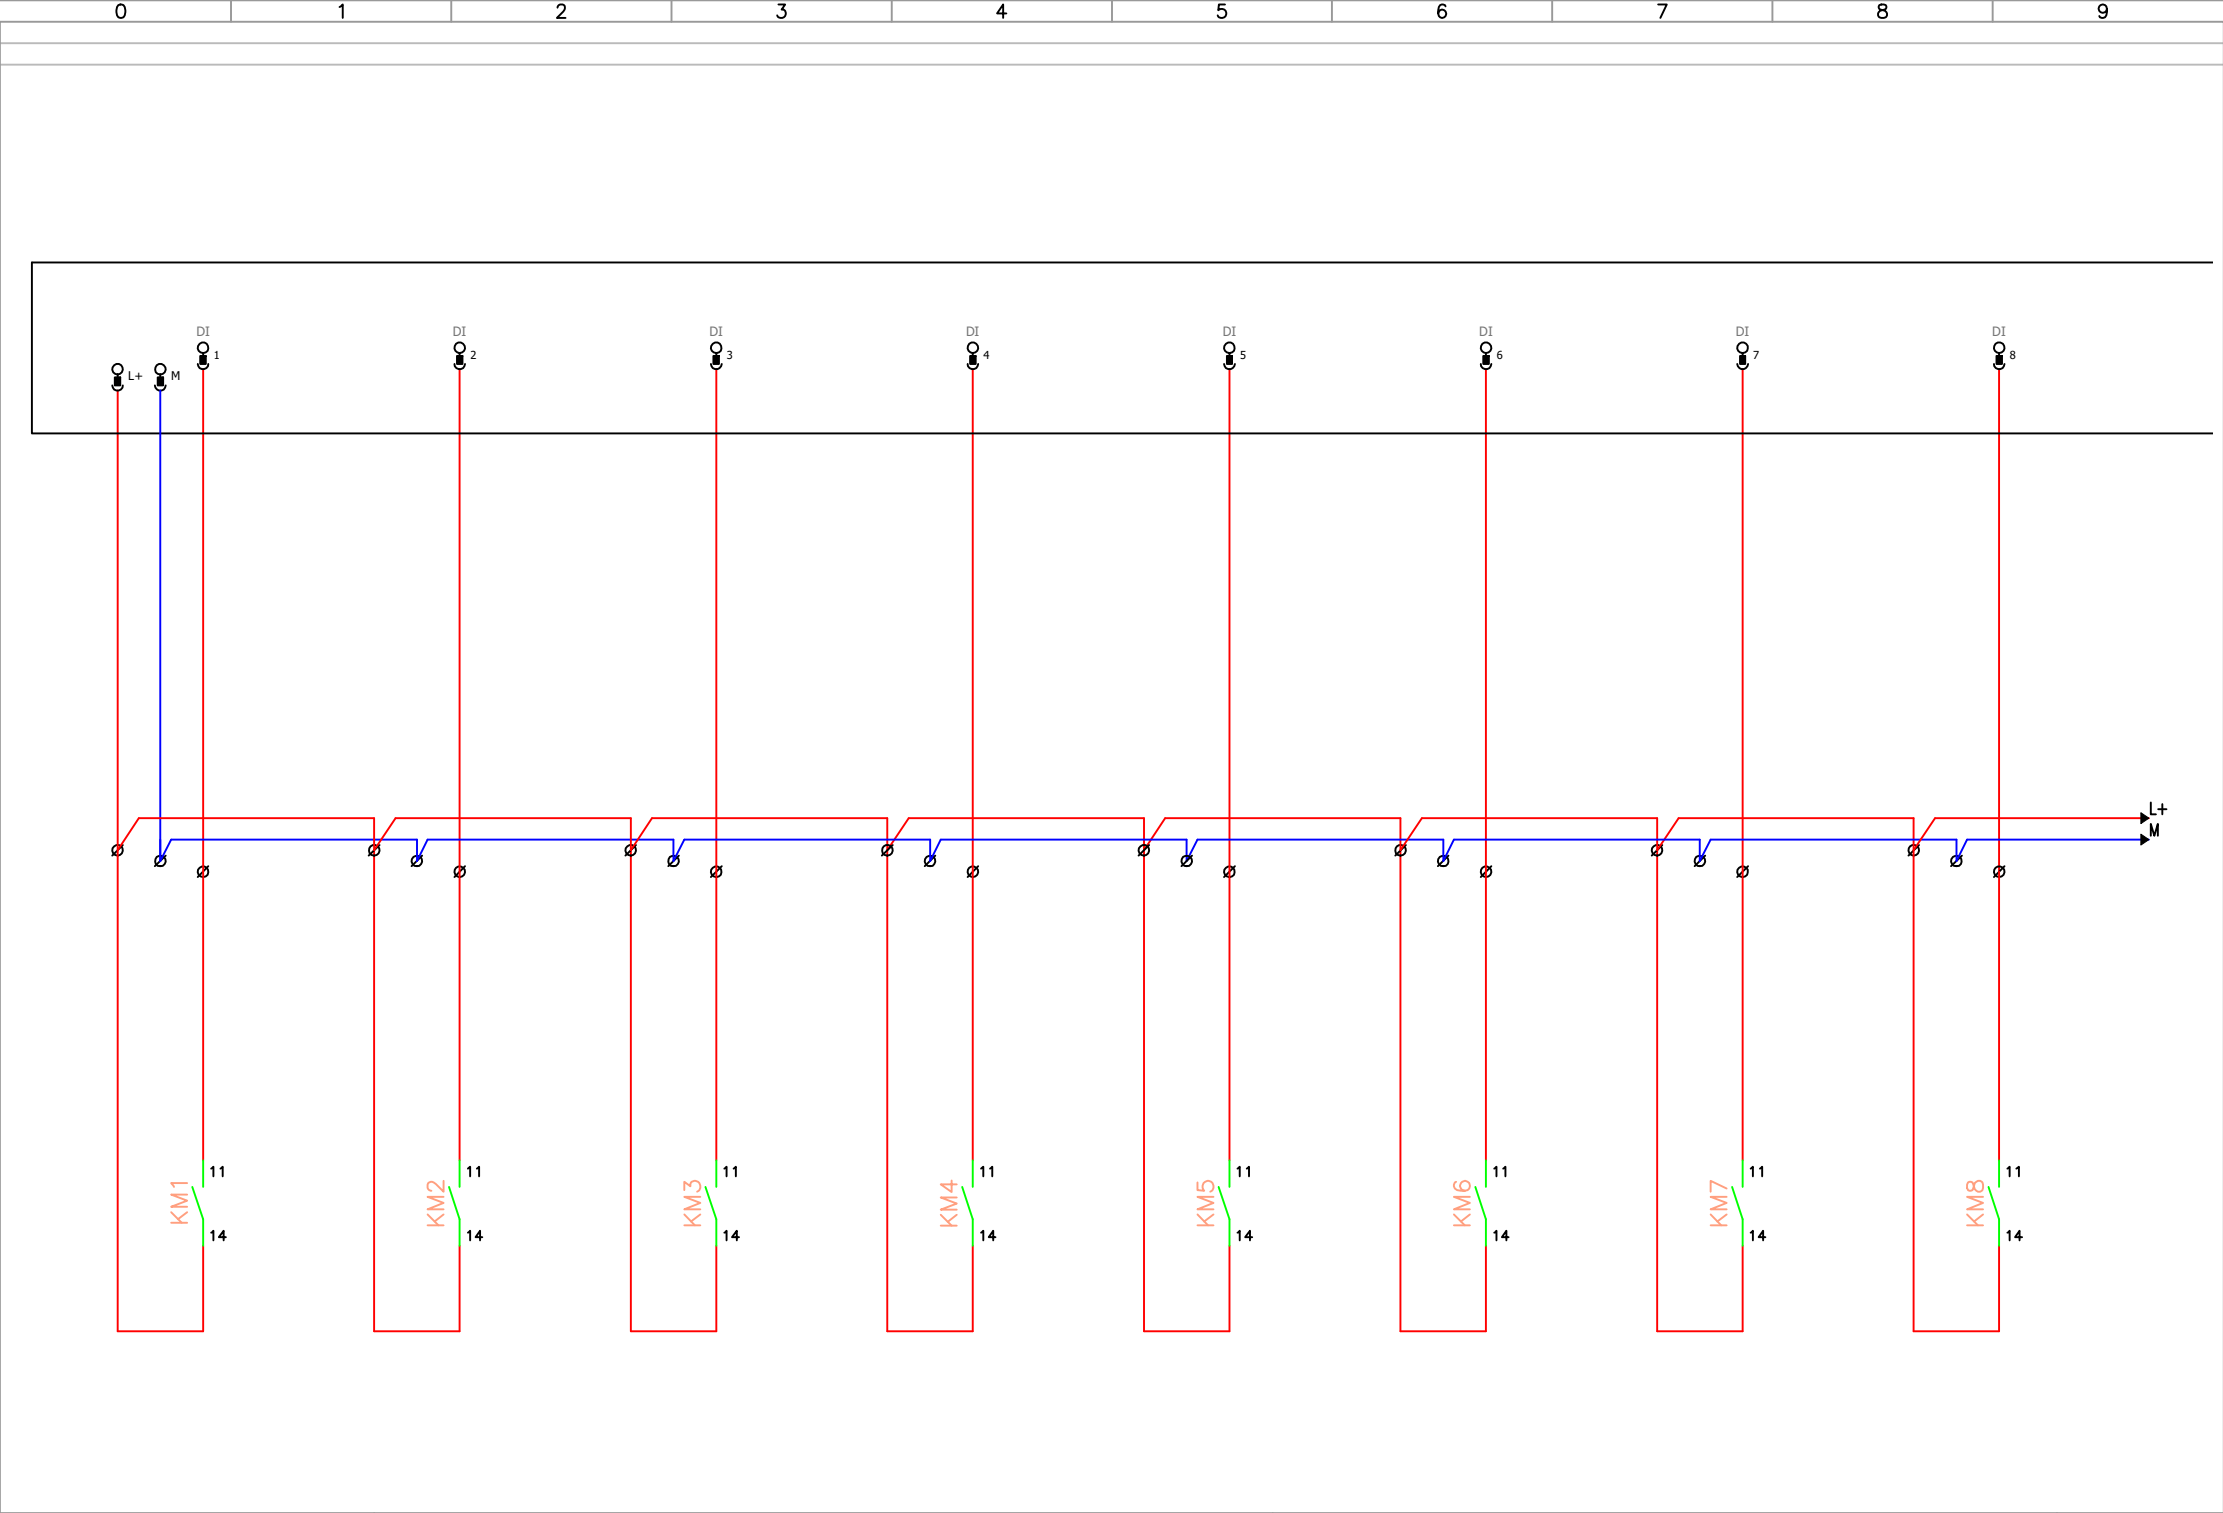 0 1 2 3 4 5 6 7 8 9
DI DI DI DI DI DI DI DI
1 2 3 4 5 6 7 8
L+ M
L+
M
11 11 11 11 11 11 11 11
KM1 KM2 KM3 KM4 KM5 KM6 KM7 KM8
14 14 14 14 14 14 14 14